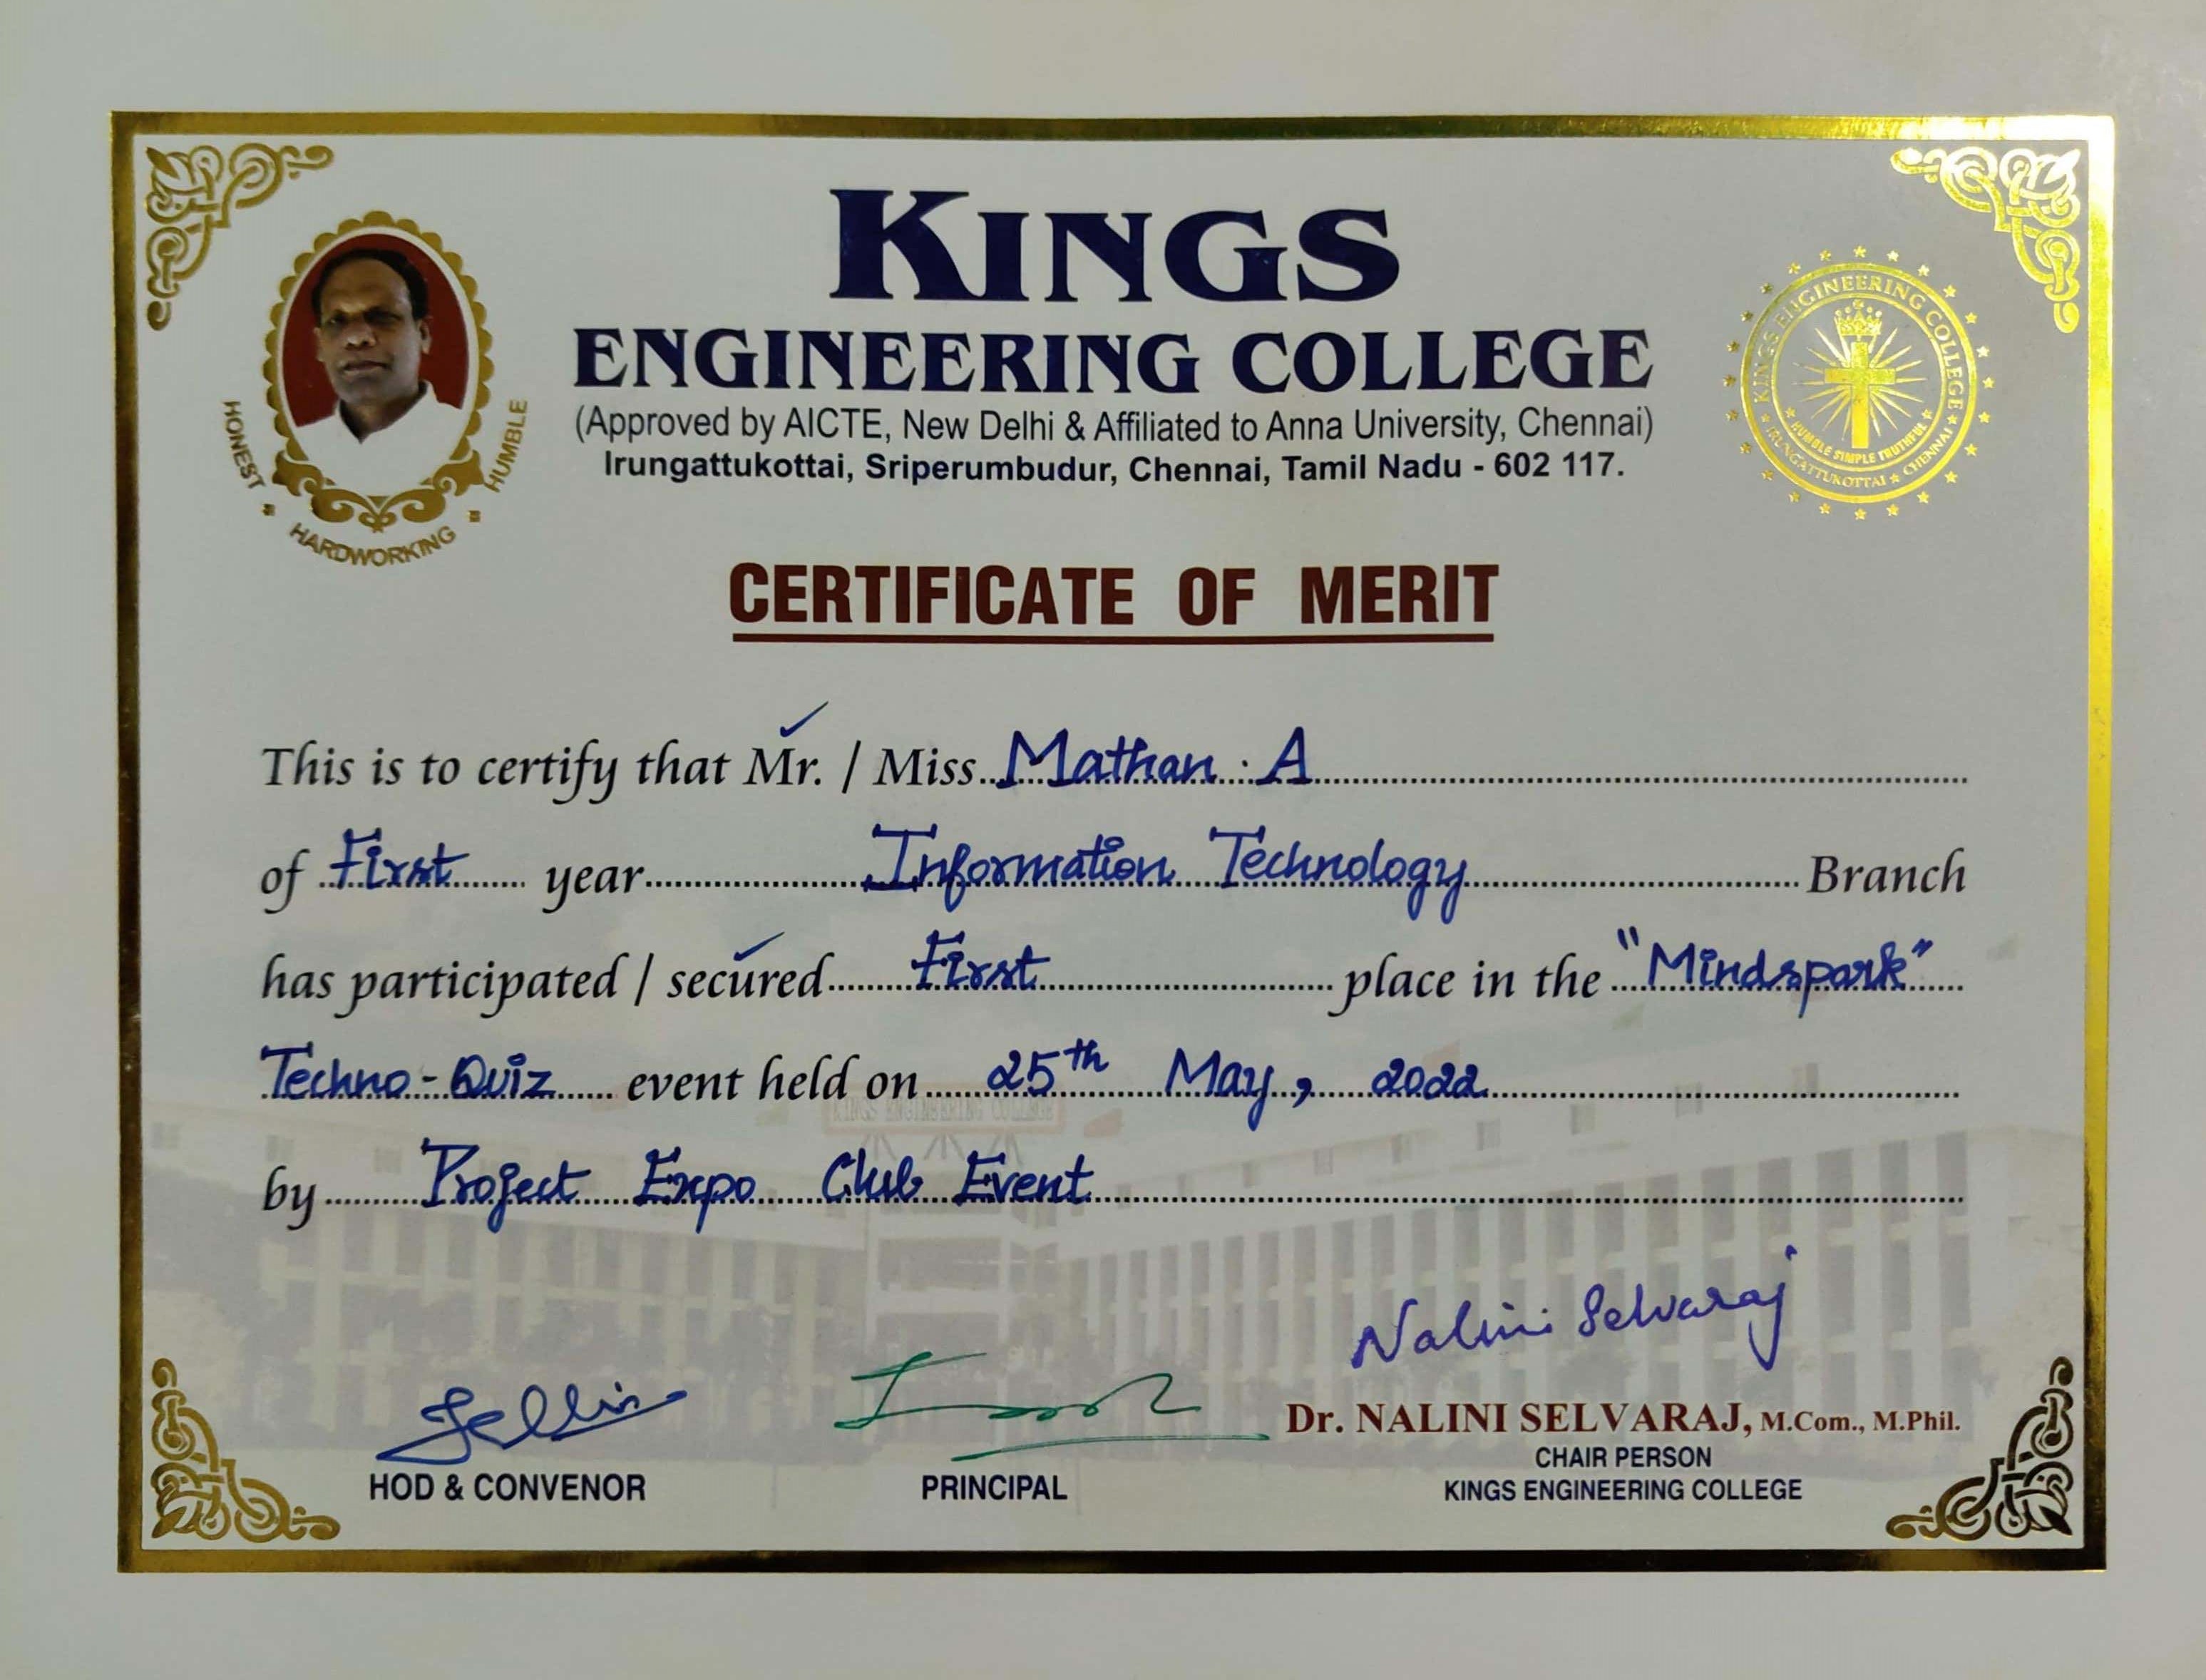 KINGS
ENGINEERING COLLEGE
(Approved by AICTE, New Delhi & Affiliated to Anna University, Chennai)
Irungattukottai, Sriperumbudur, Chennai, Tamil Nadu - 602 117.
HONEST HARDWORKING HUMBLE
KINGS ENGINEERING COLLEGE
HUMBLE SIMPLE TRUTHFUL
IRUNGATTUKOTTAI CHENNAI
CERTIFICATE OF MERIT
This is to certify that Mr. / Miss Mathan . A
of First year Information Technology Branch
has participated / secured First place in the "Mindspark"
Techno-Quiz event held on 25th May, 2022
KINGS ENGINEERING COLLEGE
by Project Expo Club Event
Nalini Selvaraj
Dr. NALINI SELVARAJ, M.Com., M.Phil.
CHAIR PERSON
HOD & CONVENOR PRINCIPAL KINGS ENGINEERING COLLEGE